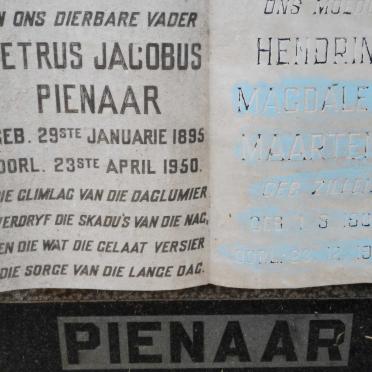 N ONS DIERBARE VADER
ETRUS JACOBUS
PIENAAR
GEB. 29STE JANUARIE 1895
OORL. 23STE APRIL 1950.
DIE GLIMLAG VAN DIE DAGLUMIER
VERDRYF DIE SKADU'S VAN DIE NAG,
EN DIE WAT DIE GELAAT VERSIER
DIE SORGE VAN DIE LANGE DAG.
ONS
HENDRIN
MAGDALE
MAARTEN
GEB
PIENAAR